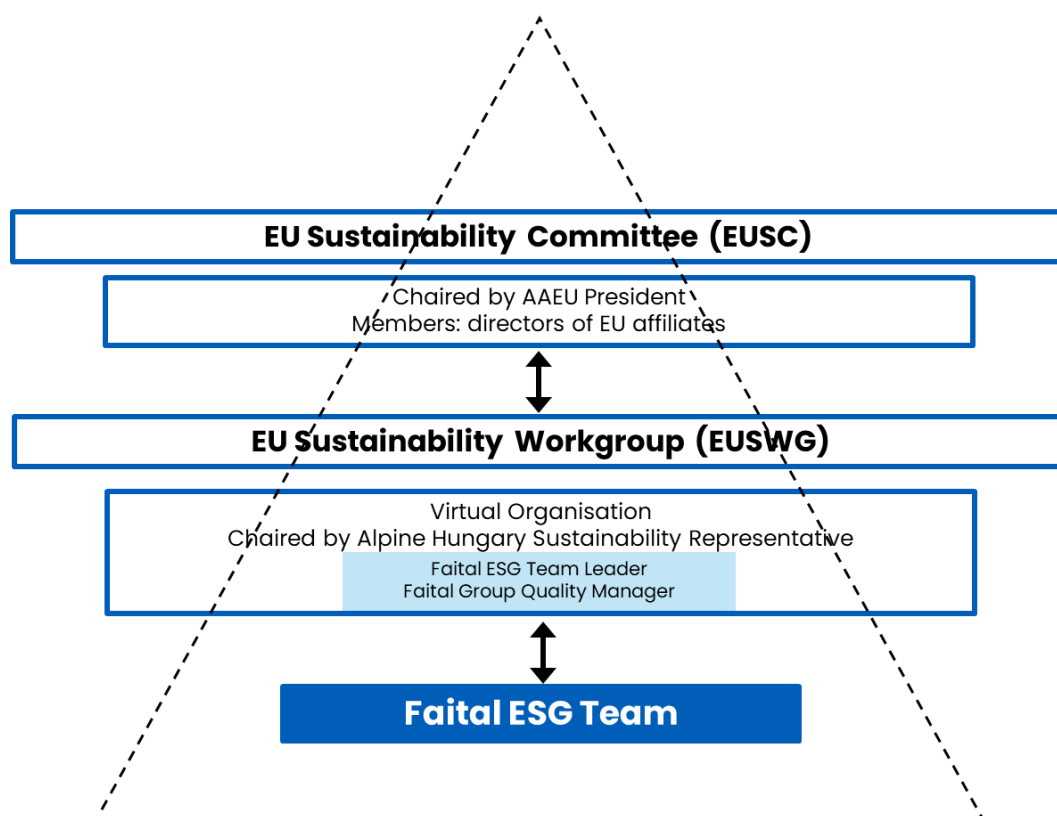 EU Sustainability Committee (EUSC)
Chaired by AAEU President
Members: directors of EU affiliates
EU Sustainability Workgroup (EUSWG)
Virtual Organisation
Chaired by Alpine Hungary Sustainability Representative
Faital ESG Team Leader
Faital Group Quality Manager
Faital ESG Team